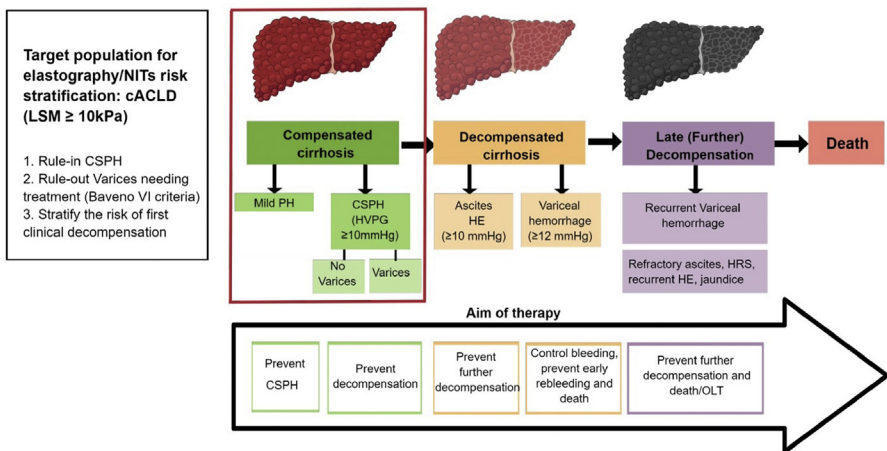 Target population for
elastography/NITs risk
stratification: cACLD
(LSM ≥ 10kPa)
1. Rule-in CSPH
2. Rule-out Varices needing
treatment (Baveno VI criteria)
3. Stratify the risk of first
clinical decompensation
Compensated
cirrhosis
Decompensated
cirrhosis
Late (Further)
Decompensation
Death
Mild PH
CSPH
(HVPG
≥10mmHg)
No
Varices
Varices
Ascites
HE
(≥10 mmHg)
Variceal
hemorrhage
(≥12 mmHg)
Recurrent Variceal
hemorrhage
Refractory ascites, HRS,
recurrent HE, jaundice
Aim of therapy
Prevent
CSPH
Prevent
decompensation
Prevent
further
decompensation
Control bleeding,
prevent early
rebleeding and
death
Prevent further
decompensation and
death/OLT